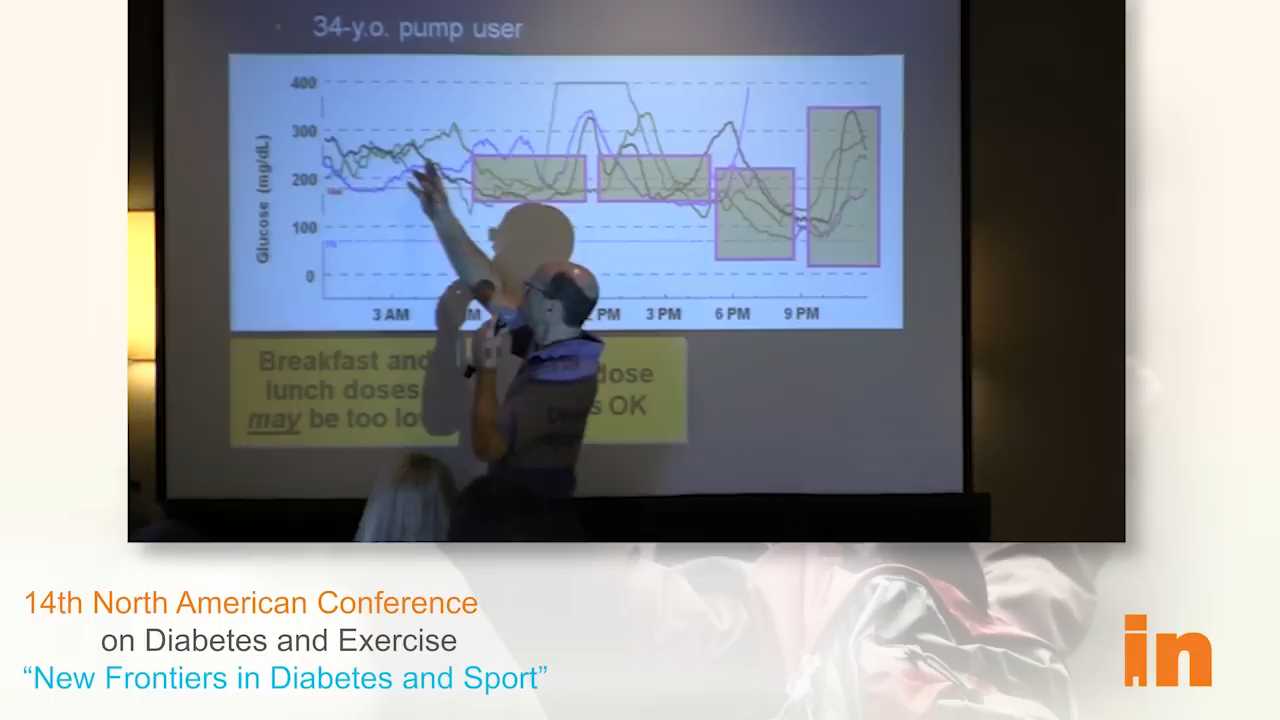 34-y.o. pump user
400
300
200
100
0
Glucose (mg/dL)
3 AM
PM
3 PM
6 PM
9 PM
Breakfast and
lunch doses
may be too
dose
OK
14th North American Conference
on Diabetes and Exercise
“New Frontiers in Diabetes and Sport”
in